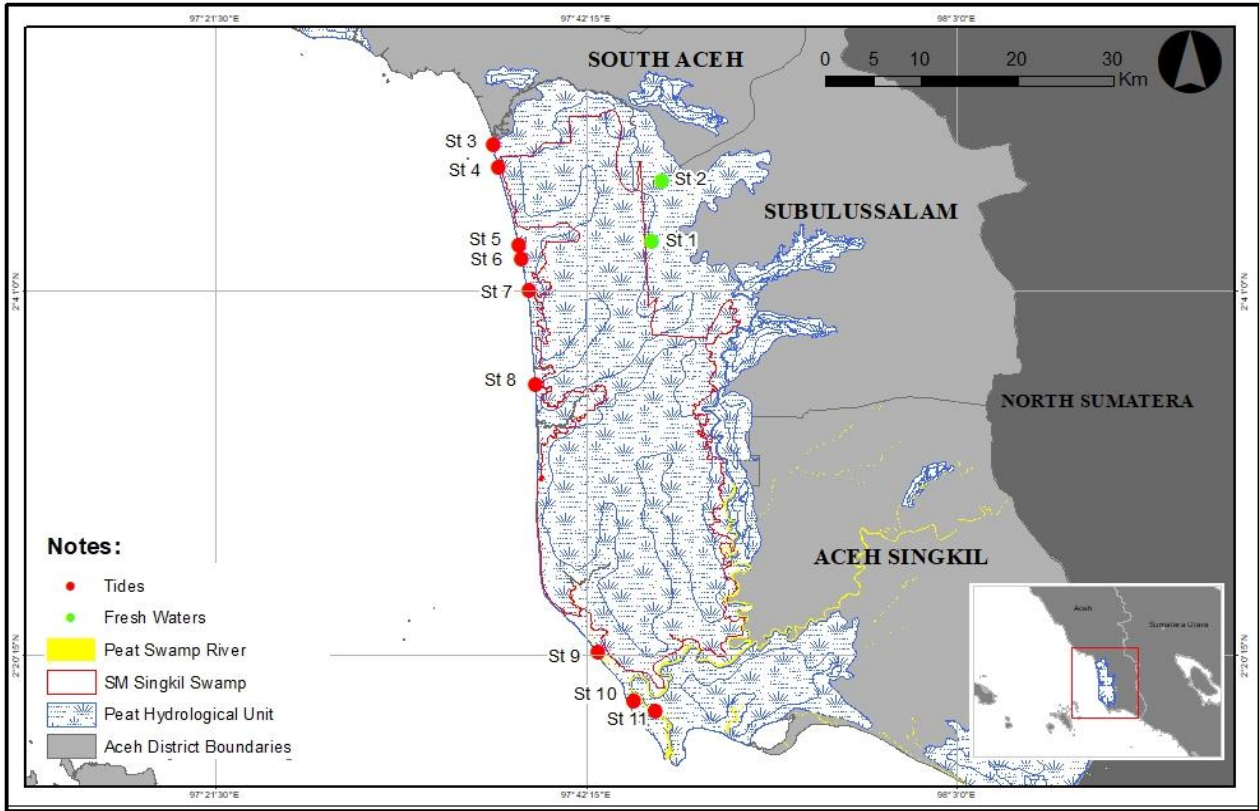 97°21'30"E 97°42'15"E 98°3'0"E
SOUTH ACEH
0 5 10 20 30
Km
St 3
St 4
St 2
SUBULUSSALAM
St 5
St 1
St 6
2°41'0"N
2°41'0"N
St 7
St 8
NORTH SUMATERA
Notes:
Tides
Fresh Waters
Peat Swamp River
SM Singkil Swamp
Peat Hydrological Unit
Aceh District Boundaries
ACEH SINGKIL
Aceh
Sumatera Utara
St 9
2°20'15"N
2°20'15"N
St 10
St 11
97°21'30"E 97°42'15"E 98°3'0"E